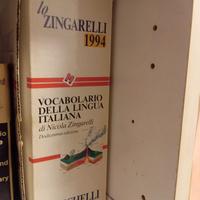 lo
ZINGARELLI
1994
VOCABOLARIO
DELLA LINGUA
ITALIANA
di Nicola Zingarelli
Dodicesima edizione